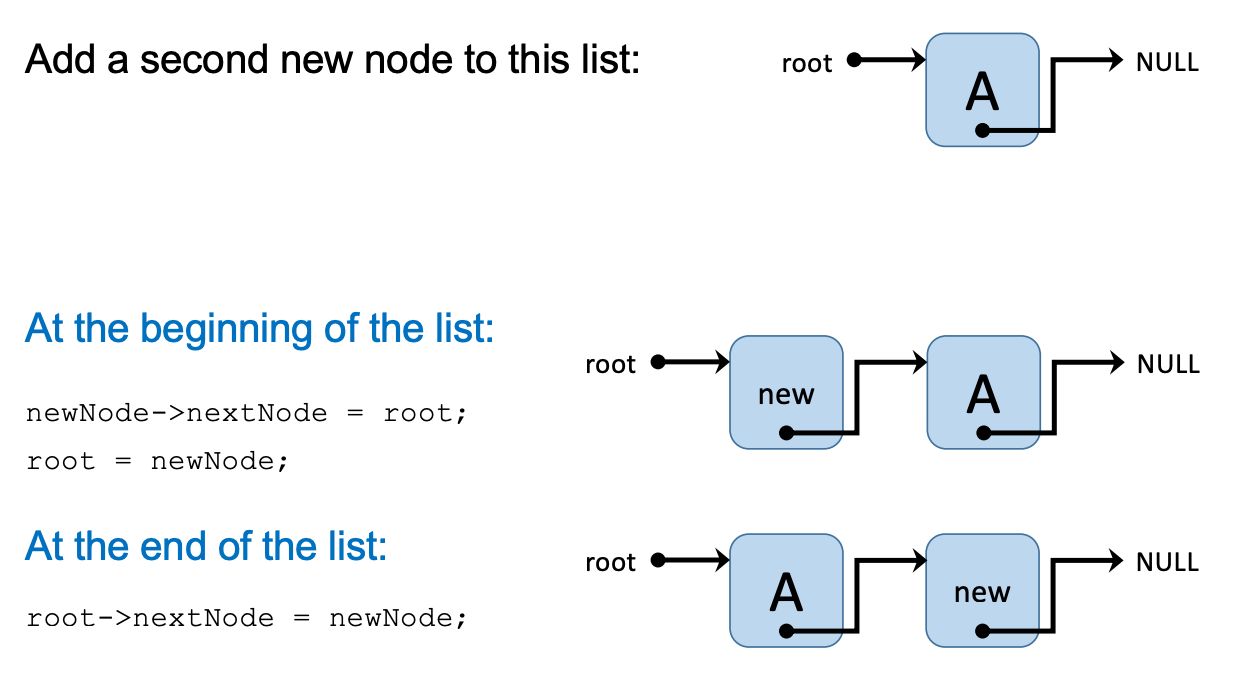 Add a second new node to this list:
root
A
NULL
At the beginning of the list:
newNode->nextNode = root;
root = newNode;
root
new
A
NULL
At the end of the list:
root->nextNode = newNode;
root
A
new
NULL